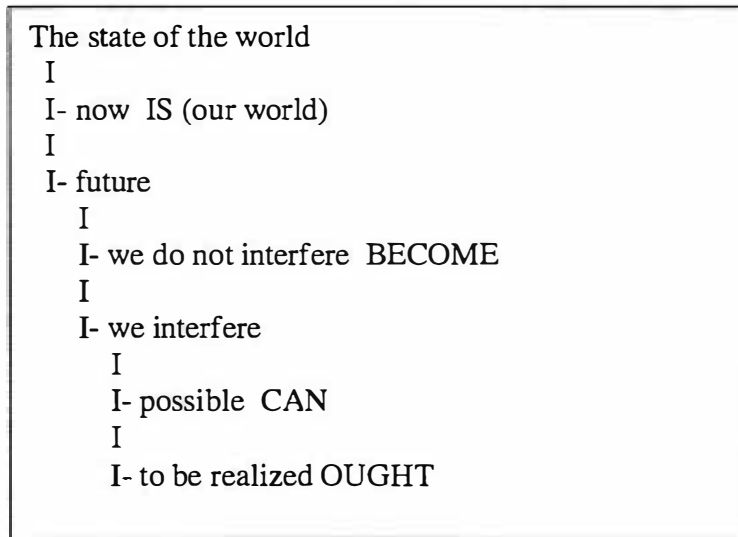 The state of the world
I
I- now IS (our world)
I
I- future
I
I- we do not interfere BECOME
I
I- we interfere
I
I- possible CAN
I
I- to be realized OUGHT